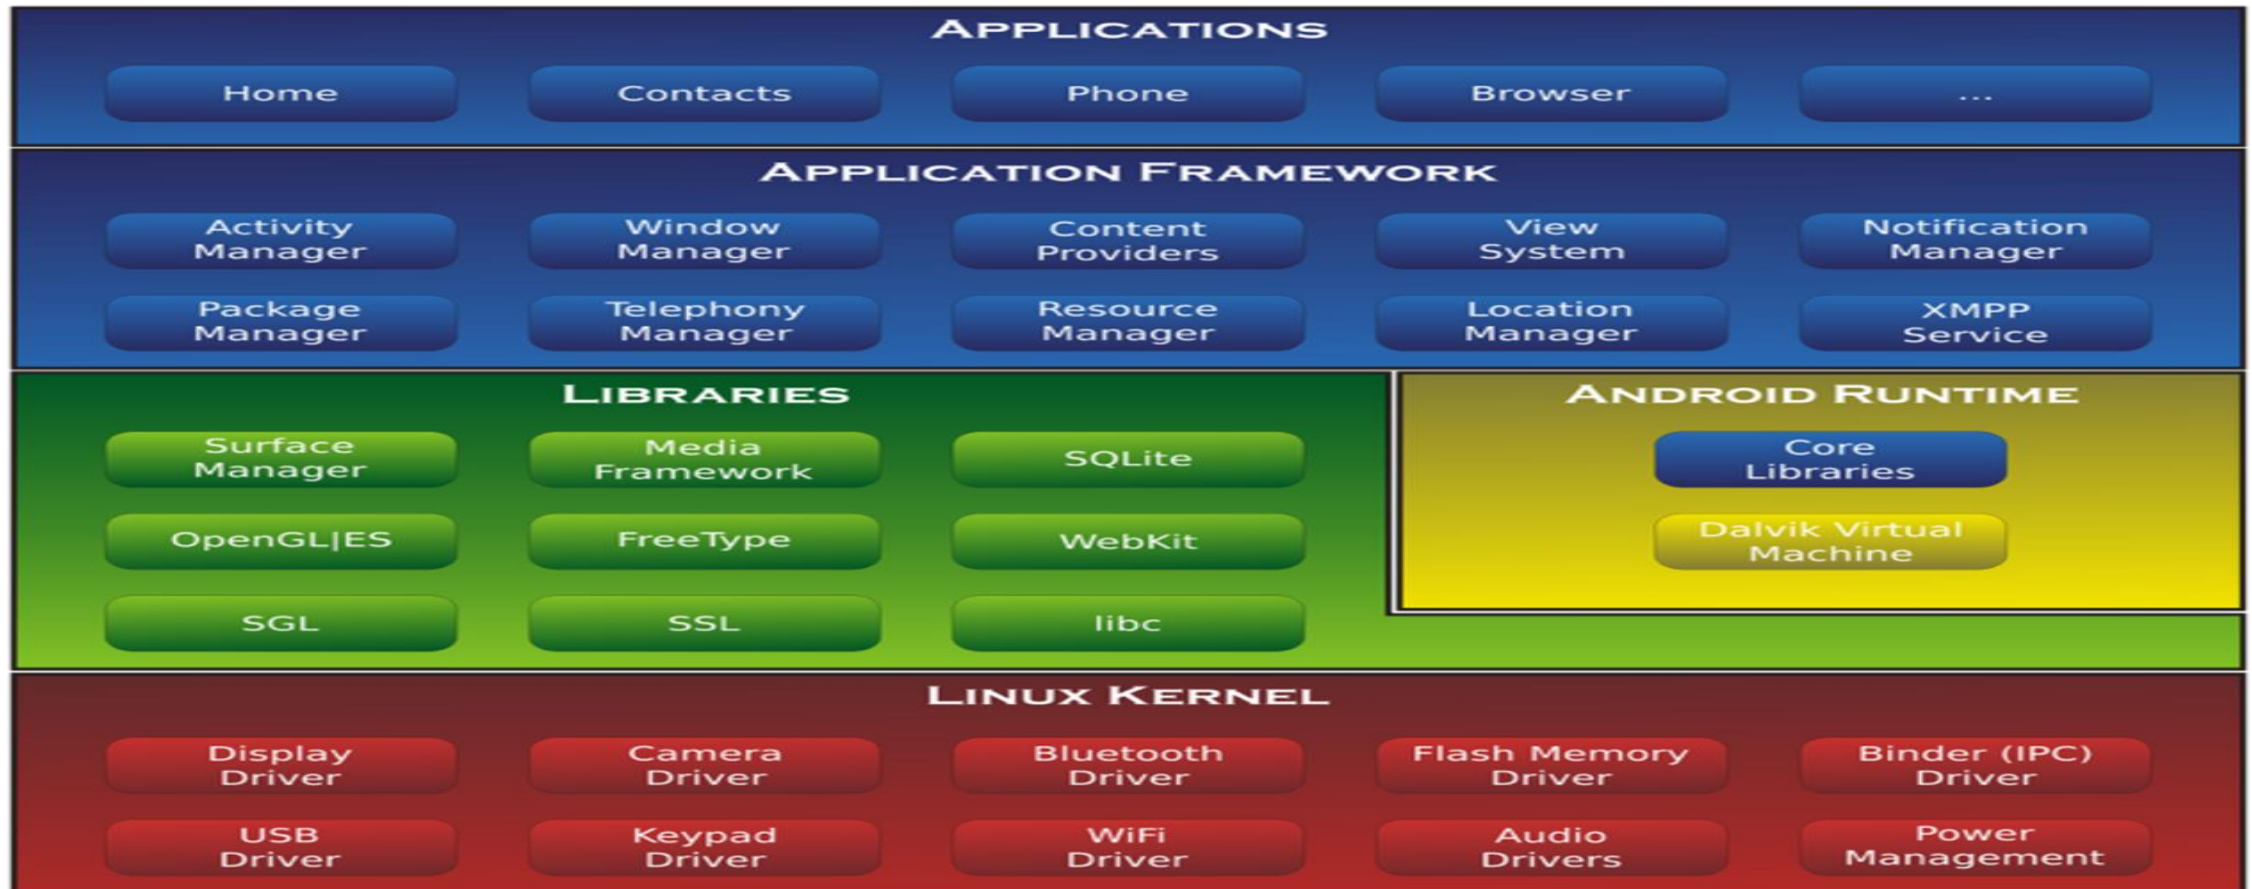 APPLICATIONS
Home
Contacts
Phone
Browser
...
APPLICATION FRAMEWORK
Activity
Manager
Window
Manager
Content
Providers
View
System
Notification
Manager
Package
Manager
Telephony
Manager
Resource
Manager
Location
Manager
XMPP
Service
LIBRARIES
Surface
Manager
Media
Framework
SQLite
OpenGL|ES
FreeType
WebKit
SGL
SSL
libc
ANDROID RUNTIME
Core
Libraries
Dalvik Virtual
Machine
LINUX KERNEL
Display
Driver
Camera
Driver
Bluetooth
Driver
Flash Memory
Driver
Binder (IPC)
Driver
USB
Driver
Keypad
Driver
WiFi
Driver
Audio
Drivers
Power
Management